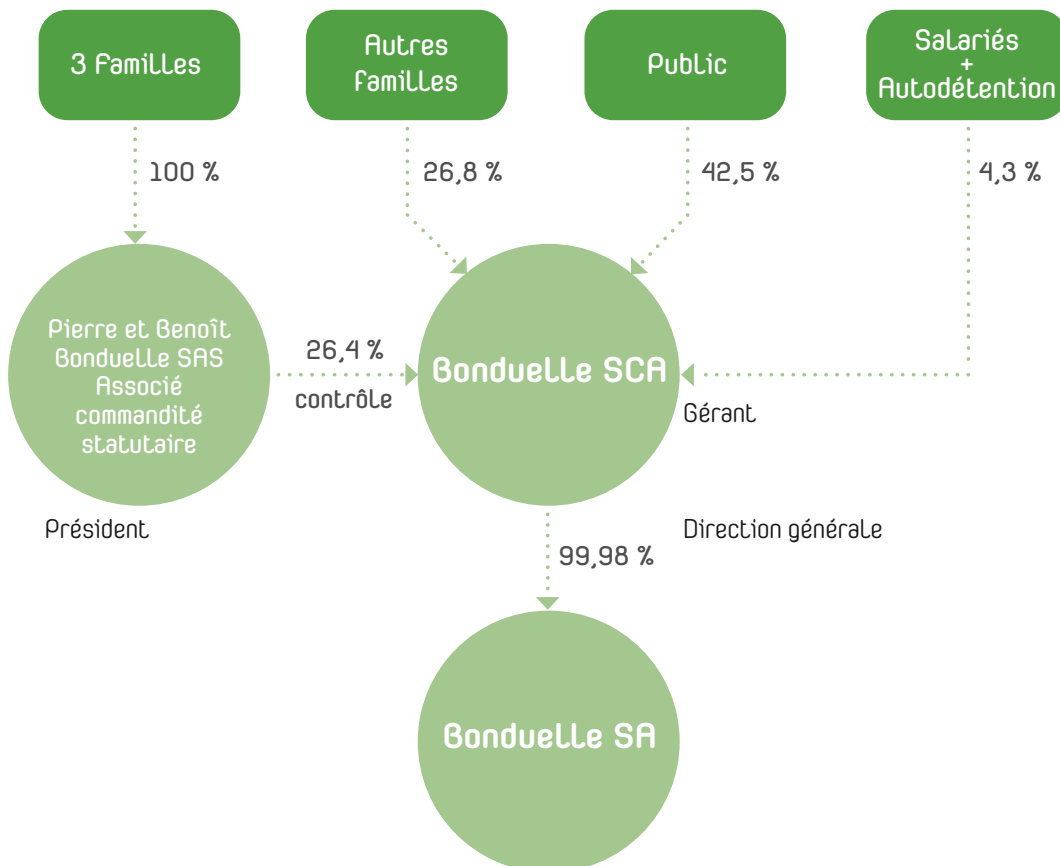 3 Familles
Autres
familles
Public
Salariés
+
Autodétention
100 %
26,8 %
42,5 %
4,3 %
Pierre et Benoît
Bonduelle SAS
Associé
commandité
statutaire
26,4 %
contrôle
Bonduelle SCA
Gérant
Président
Direction générale
99,98 %
Bonduelle SA